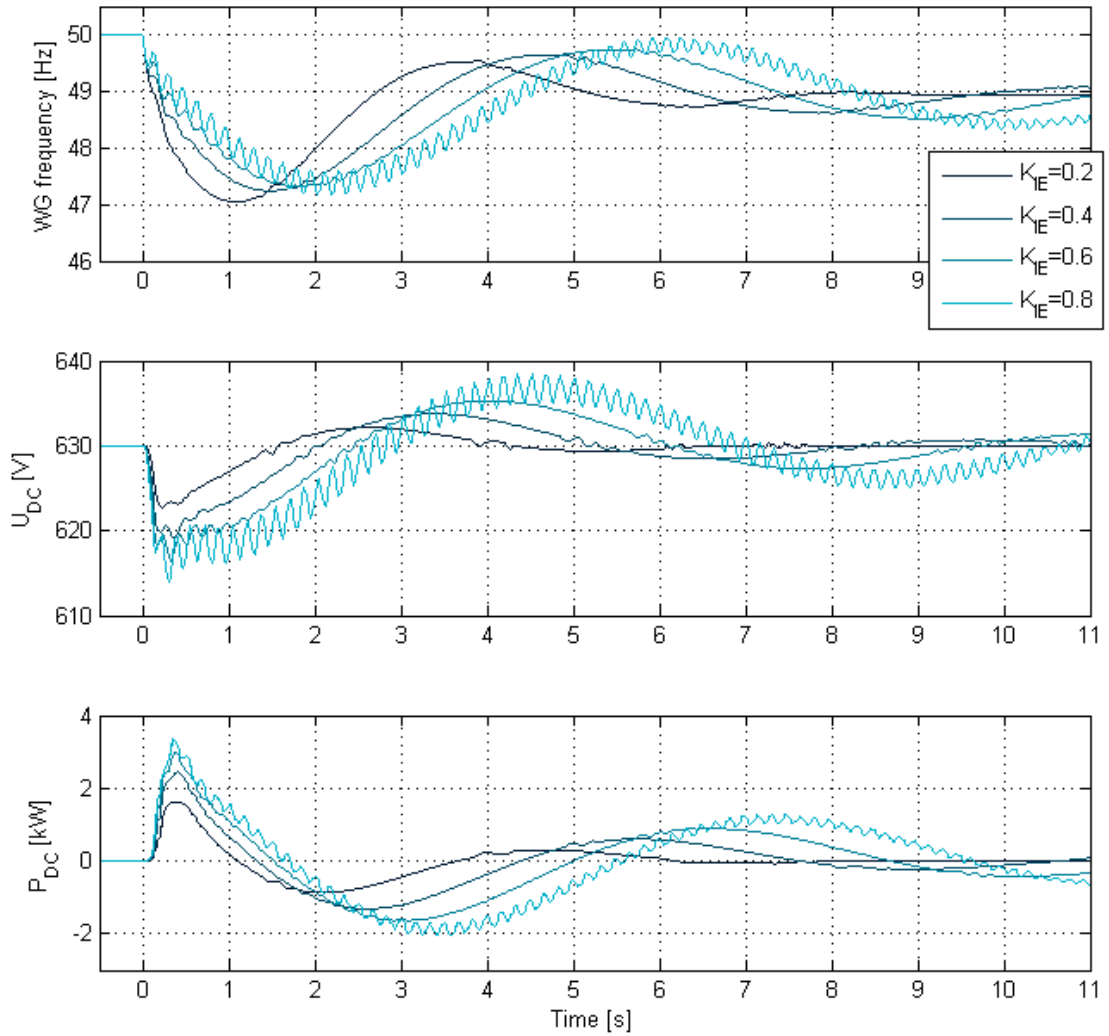 WG frequency [Hz]
50
49
48
47
46
0 1 2 3 4 5 6 7 8 9
K_IE=0.2
K_IE=0.4
K_IE=0.6
K_IE=0.8
U_DC [V]
640
630
620
610
0 1 2 3 4 5 6 7 8 9 10 11
P_DC [kW]
4
2
0
-2
0 1 2 3 4 5 6 7 8 9 10 11
Time [s]